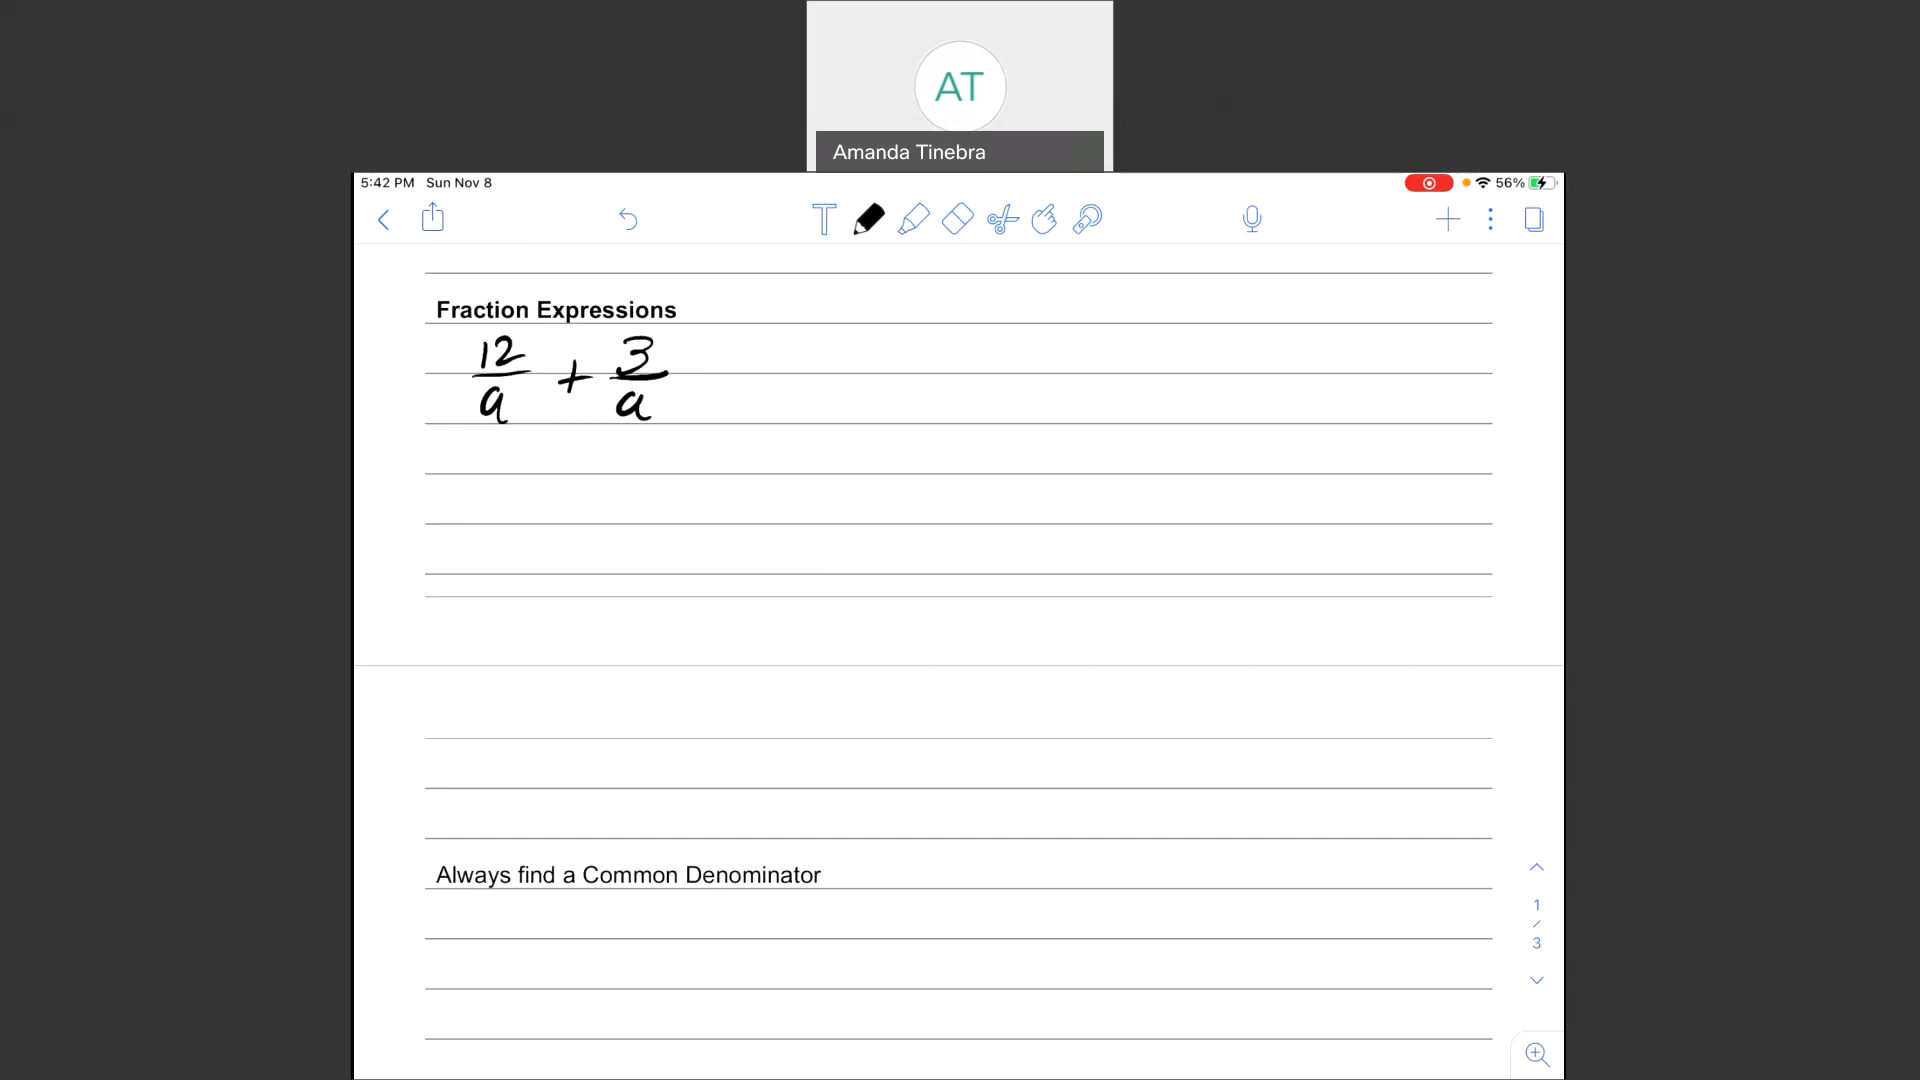 AT
Amanda Tinebra
5:42 PM Sun Nov 8
56%
T
Fraction Expressions
12/a + 3/a
Always find a Common Denominator
1
/
3